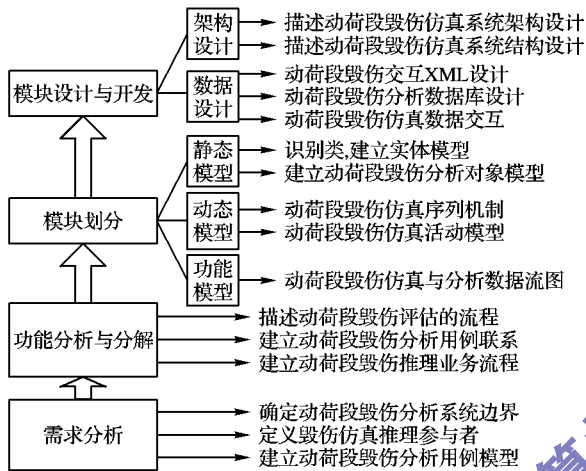 架构
设计
描述动荷段毁伤仿真系统架构设计
描述动荷段毁伤仿真系统结构设计
模块设计与开发
数据
设计
动荷段毁伤交互XML设计
动荷段毁伤分析数据库设计
动荷段毁伤仿真数据交互
静态
模型
识别类,建立实体模型
建立动荷段毁伤分析对象模型
模块划分
动态
模型
动荷段毁伤仿真序列机制
动荷段毁伤仿真活动模型
功能
模型
动荷段毁伤仿真与分析数据流图
功能分析与分解
描述动荷段毁伤评估的流程
建立动荷段毁伤分析用例联系
建立动荷段毁伤推理业务流程
需求分析
确定动荷段毁伤分析系统边界
定义毁伤仿真推理参与者
建立动荷段毁伤分析用例模型